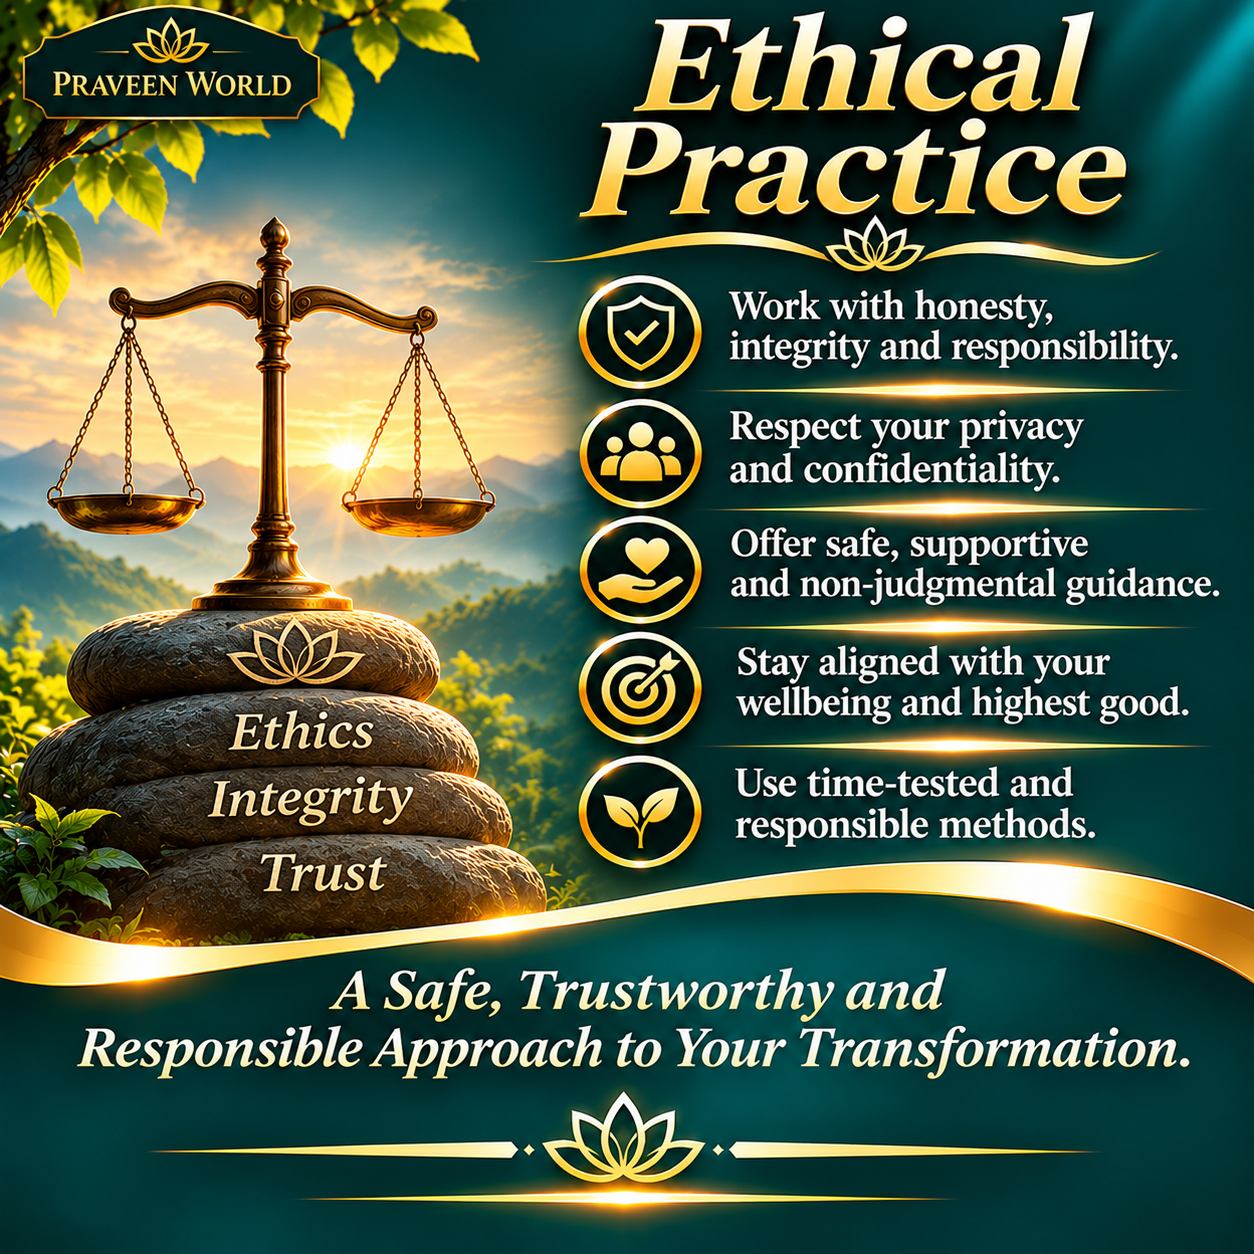 PRAVEEN WORLD
Ethical
Practice
Work with honesty,
integrity and responsibility.
Respect your privacy
and confidentiality.
Offer safe, supportive
and non-judgmental guidance.
Stay aligned with your
wellbeing and highest good.
Use time-tested and
responsible methods.
Ethics
Integrity
Trust
A Safe, Trustworthy and
Responsible Approach to Your Transformation.